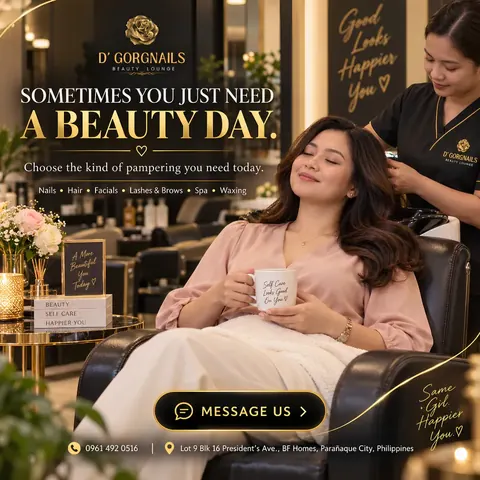 D' GORGNAILS
BEAUTY LOUNGE
SOMETIMES YOU JUST NEED
A BEAUTY DAY.
Choose the kind of pampering you need today.
Nails • Hair • Facials • Lashes & Brows • Spa • Waxing
Good
Looks
Happier
You
D' GORGNAILS
BEAUTY LOUNGE
A More
Beautiful
You
Today
BEAUTY
SELF CARE
HAPPIER YOU
Self Care
Looks Good
On You
MESSAGE US
Same
Girl,
Happier
You.
0961 492 0516 | Lot 9 Blk 16 President's Ave., BF Homes, Parañaque City, Philippines